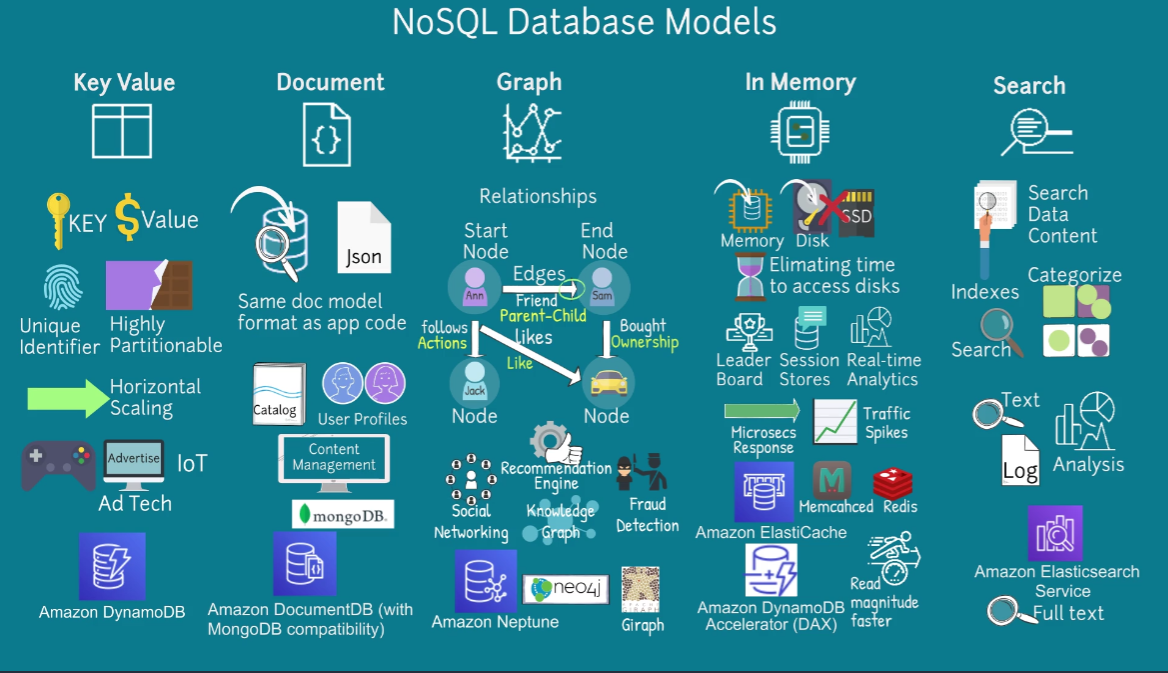 NoSQL Database Models
Key Value
KEY $ Value
Unique
Identifier
Highly
Partitionable
Horizontal
Scaling
Advertise
IoT
Ad Tech
Amazon DynamoDB
Document
{}
Json
Same doc model
format as app code
Catalog
User Profiles
Content
Management
mongoDB.
Amazon DocumentDB (with
MongoDB compatibility)
Graph
Relationships
Start
Node
End
Node
Ann
Edges
Sam
Friend
Parent-Child
follows
Actions
Likes
Like
Bought
Ownership
Jack
Node
Node
Recommendation
Engine
Social
Networking
Knowledge
Graph
Fraud
Detection
Amazon Neptune
neo4j
GIRAPH
Giraph
In Memory
SSD
Memory
Disk
Elimating time
to access disks
Leader
Board
Session
Stores
Real-time
Analytics
Microsecs
Response
Traffic
Spikes
M
Memcahced
Redis
Amazon ElastiCache
Amazon DynamoDB
Accelerator (DAX)
Read
magnitude
faster
Search
Search
Data
Content
Indexes
Categorize
Search
Text
Log
Analysis
Amazon Elasticsearch
Service
Full text